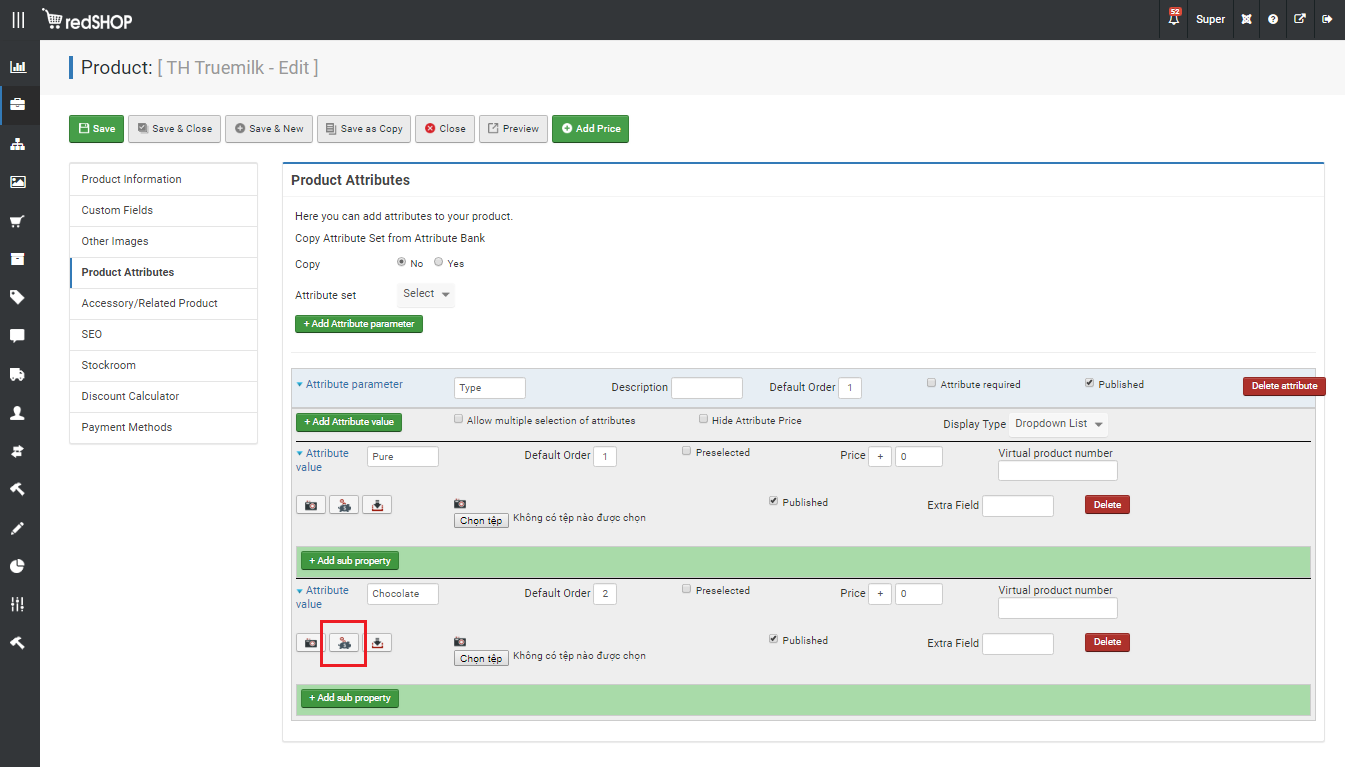 redSHOP
52
Super
Product: [ TH Truemilk - Edit ]
Save
Save & Close
Save & New
Save as Copy
Close
Preview
Add Price
Product Information
Custom Fields
Other Images
Product Attributes
Accessory/Related Product
SEO
Stockroom
Discount Calculator
Payment Methods
Product Attributes
Here you can add attributes to your product.
Copy Attribute Set from Attribute Bank
Copy No Yes
Attribute set Select
+ Add Attribute parameter
Attribute parameter Type Description Default Order 1 Attribute required Published Delete attribute
+ Add Attribute value Allow multiple selection of attributes Hide Attribute Price Display Type Dropdown List
Attribute value Pure Default Order 1 Preselected Price + 0 Virtual product number
Chọn tệp Không có tệp nào được chọn Published Extra Field Delete
+ Add sub property
Attribute value Chocolate Default Order 2 Preselected Price + 0 Virtual product number
Chọn tệp Không có tệp nào được chọn Published Extra Field Delete
+ Add sub property